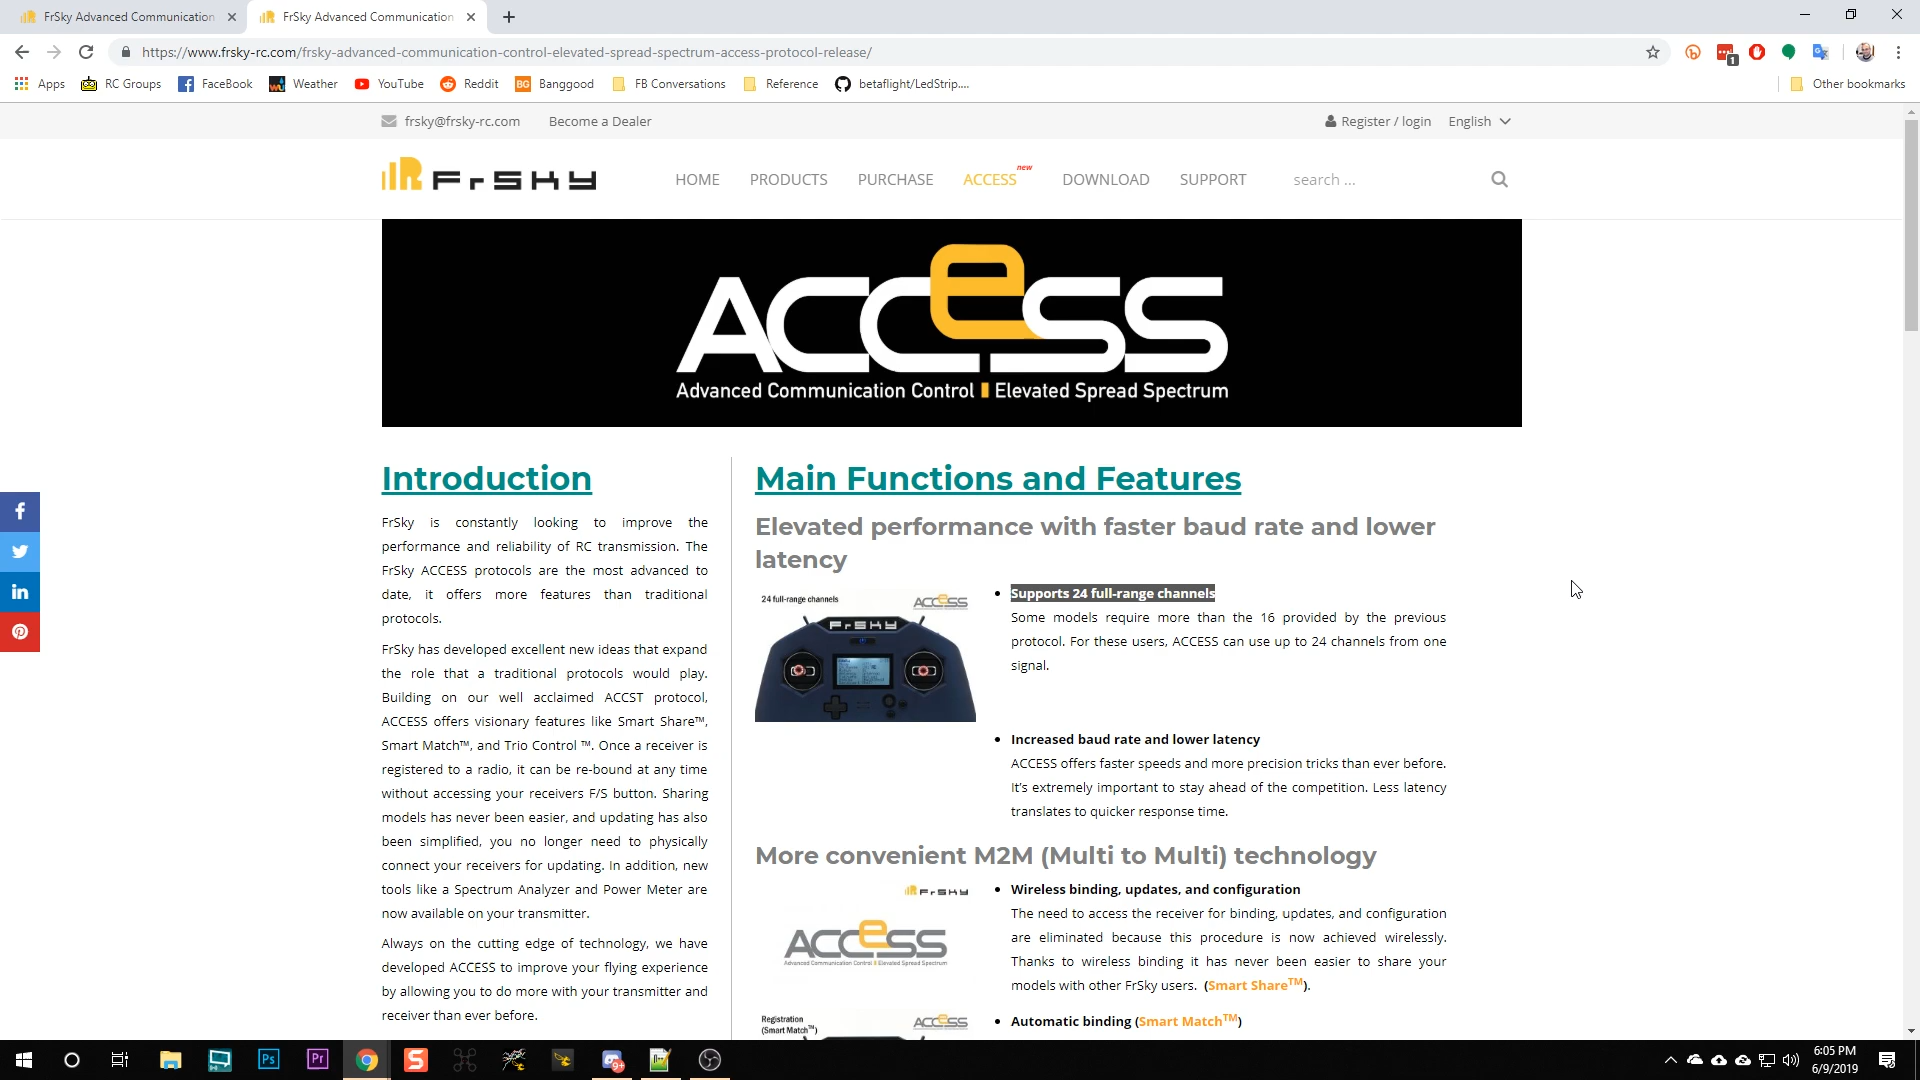 FrSky Advanced Communication
FrSky Advanced Communication
https://www.frsky-rc.com/frsky-advanced-communication-control-elevated-spread-spectrum-access-protocol-release/
1
Apps
RC Groups
FaceBook
Weather
YouTube
Reddit
BG
Banggood
FB Conversations
Reference
betaflight/LedStrip....
Other bookmarks
frsky@frsky-rc.com
Become a Dealer
Register / login
English
FrSKY
HOME
PRODUCTS
PURCHASE
ACCESS
new
DOWNLOAD
SUPPORT
search ...
ACCeSS
Advanced Communication Control Elevated Spread Spectrum
Introduction
FrSky is constantly looking to improve the
performance and reliability of RC transmission. The
FrSky ACCESS protocols are the most advanced to
date, it offers more features than traditional
protocols.
FrSky has developed excellent new ideas that expand
the role that a traditional protocols would play.
Building on our well acclaimed ACCST protocol,
ACCESS offers visionary features like Smart Share™,
Smart Match™, and Trio Control ™. Once a receiver is
registered to a radio, it can be re-bound at any time
without accessing your receivers F/S button. Sharing
models has never been easier, and updating has also
been simplified, you no longer need to physically
connect your receivers for updating. In addition, new
tools like a Spectrum Analyzer and Power Meter are
now available on your transmitter.
Always on the cutting edge of technology, we have
developed ACCESS to improve your flying experience
by allowing you to do more with your transmitter and
receiver than ever before.
Main Functions and Features
Elevated performance with faster baud rate and lower
latency
24 full-range channels
ACCeSS
FrSKY
Supports 24 full-range channels
Some models require more than the 16 provided by the previous
protocol. For these users, ACCESS can use up to 24 channels from one
signal.
Increased baud rate and lower latency
ACCESS offers faster speeds and more precision tricks than ever before.
It's extremely important to stay ahead of the competition. Less latency
translates to quicker response time.
More convenient M2M (Multi to Multi) technology
FrSKY
ACCeSS
Advanced Communication Control Elevated Spread Spectrum
Wireless binding, updates, and configuration
The need to access the receiver for binding, updates, and configuration
are eliminated because this procedure is now achieved wirelessly.
Thanks to wireless binding it has never been easier to share your
models with other FrSky users. (Smart Share™).
Registration
(Smart Match™)
ACCeSS
Automatic binding (Smart Match™)
Ps
Pr
S
9+
6:05 PM
6/9/2019